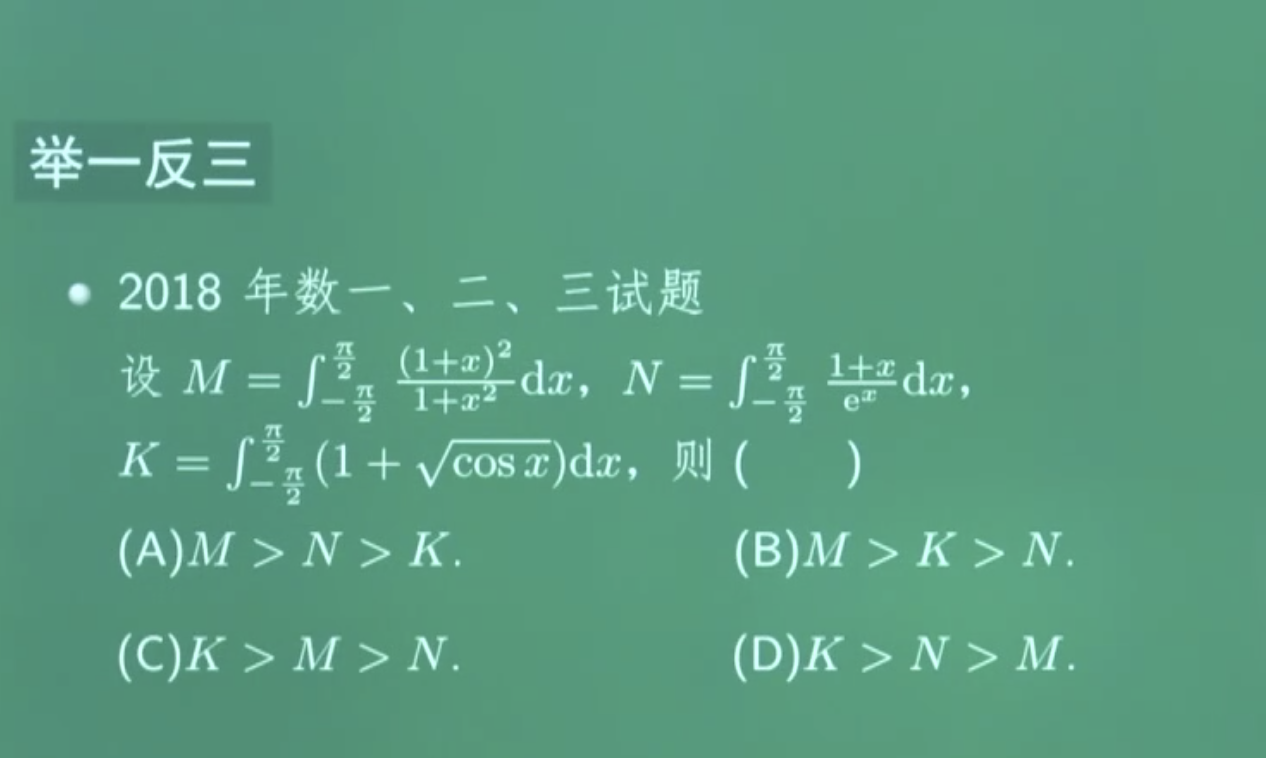 举一反三
2018 年数一、二、三试题
设 $M = \int_{-\frac{\pi}{2}}^{\frac{\pi}{2}} \frac{(1+x)^2}{1+x^2}\mathrm{d}x$，$N = \int_{-\frac{\pi}{2}}^{\frac{\pi}{2}} \frac{1+x}{\mathrm{e}^x}\mathrm{d}x$，
$K = \int_{-\frac{\pi}{2}}^{\frac{\pi}{2}} (1 + \sqrt{\cos x})\mathrm{d}x$，则 (　　)
(A)$M > N > K$. (B)$M > K > N$.
(C)$K > M > N$. (D)$K > N > M$.